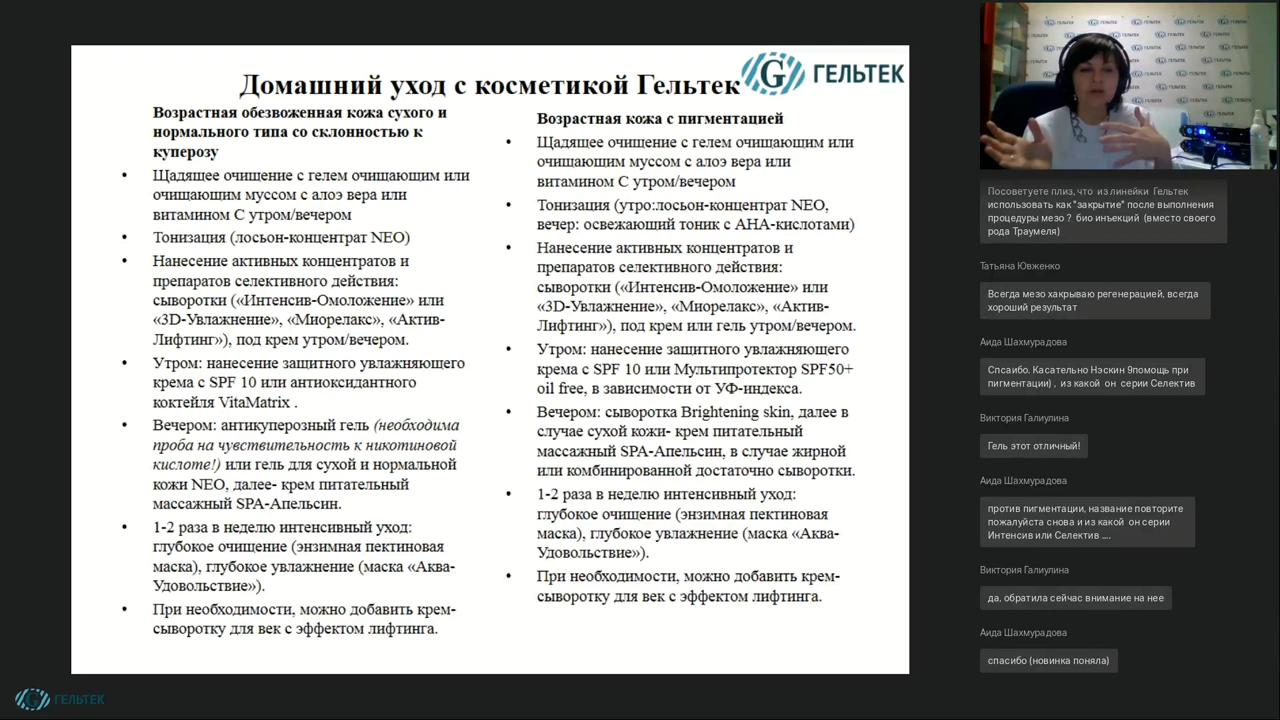 Домашний уход с косметикой Гельтек
ГЕЛЬТЕК
Возрастная обезвоженная кожа сухого и
нормального типа со склонностью к
куперозу
• Щадящее очищение с гелем очищающим или
очищающим муссом с алоэ вера или
витамином С утром/вечером
• Тонизация (лосьон-концентрат NEO)
• Нанесение активных концентратов и
препаратов селективного действия:
сыворотки («Интенсив-Омоложение» или
«3D-Увлажнение», «Миорелакс», «Актив-
Лифтинг»), под крем утром/вечером.
• Утром: нанесение защитного увлажняющего
крема с SPF 10 или антиоксидантного
коктейля VitaMatrix .
• Вечером: антикуперозный гель (необходима
проба на чувствительность к никотиновой
кислоте!) или гель для сухой и нормальной
кожи NEO, далее- крем питательный
массажный SPA-Апельсин.
• 1-2 раза в неделю интенсивный уход:
глубокое очищение (энзимная пектиновая
маска), глубокое увлажнение (маска «Аква-
Удовольствие»).
• При необходимости, можно добавить крем-
сыворотку для век с эффектом лифтинга.
Возрастная кожа с пигментацией
• Щадящее очищение с гелем очищающим или
очищающим муссом с алоэ вера или
витамином С утром/вечером
• Тонизация (утро:лосьон-концентрат NEO,
вечер: освежающий тоник с АНА-кислотами)
• Нанесение активных концентратов и
препаратов селективного действия:
сыворотки («Интенсив-Омоложение» или
«3D-Увлажнение», «Миорелакс», «Актив-
Лифтинг»), под крем или гель утром/вечером.
• Утром: нанесение защитного увлажняющего
крема с SPF 10 или Мультипротектор SPF50+
oil free, в зависимости от УФ-индекса.
• Вечером: сыворотка Brightening skin, далее в
случае сухой кожи- крем питательный
массажный SPA-Апельсин, в случае жирной
или комбинированной достаточно сыворотки.
• 1-2 раза в неделю интенсивный уход:
глубокое очищение (энзимная пектиновая
маска), глубокое увлажнение (маска «Аква-
Удовольствие»).
• При необходимости, можно добавить крем-
сыворотку для век с эффектом лифтинга.
Посоветуете плиз, что из линейки Гельтек
использовать как "закрытие" после выполнения
процедуры мезо ? био инъекций (вместо своего
рода Траумеля)
Татьяна Ювженко
Всегда мезо хакрываю регенерацией, всегда
хороший результат
Аида Шахмурадова
Спсаибо. Касательно Нэскин 9помощь при
пигментации) , из какой он серии Селектив
Виктория Галиулина
Гель этот отличный!
Аида Шахмурадова
против пигментации, название повторите
пожалуйста снова и из какой он серии
Интенсив или Селектив ....
Виктория Галиулина
да, обратила сейчас внимание на нее
Аида Шахмурадова
спасибо (новинка поняла)
ГЕЛЬТЕК